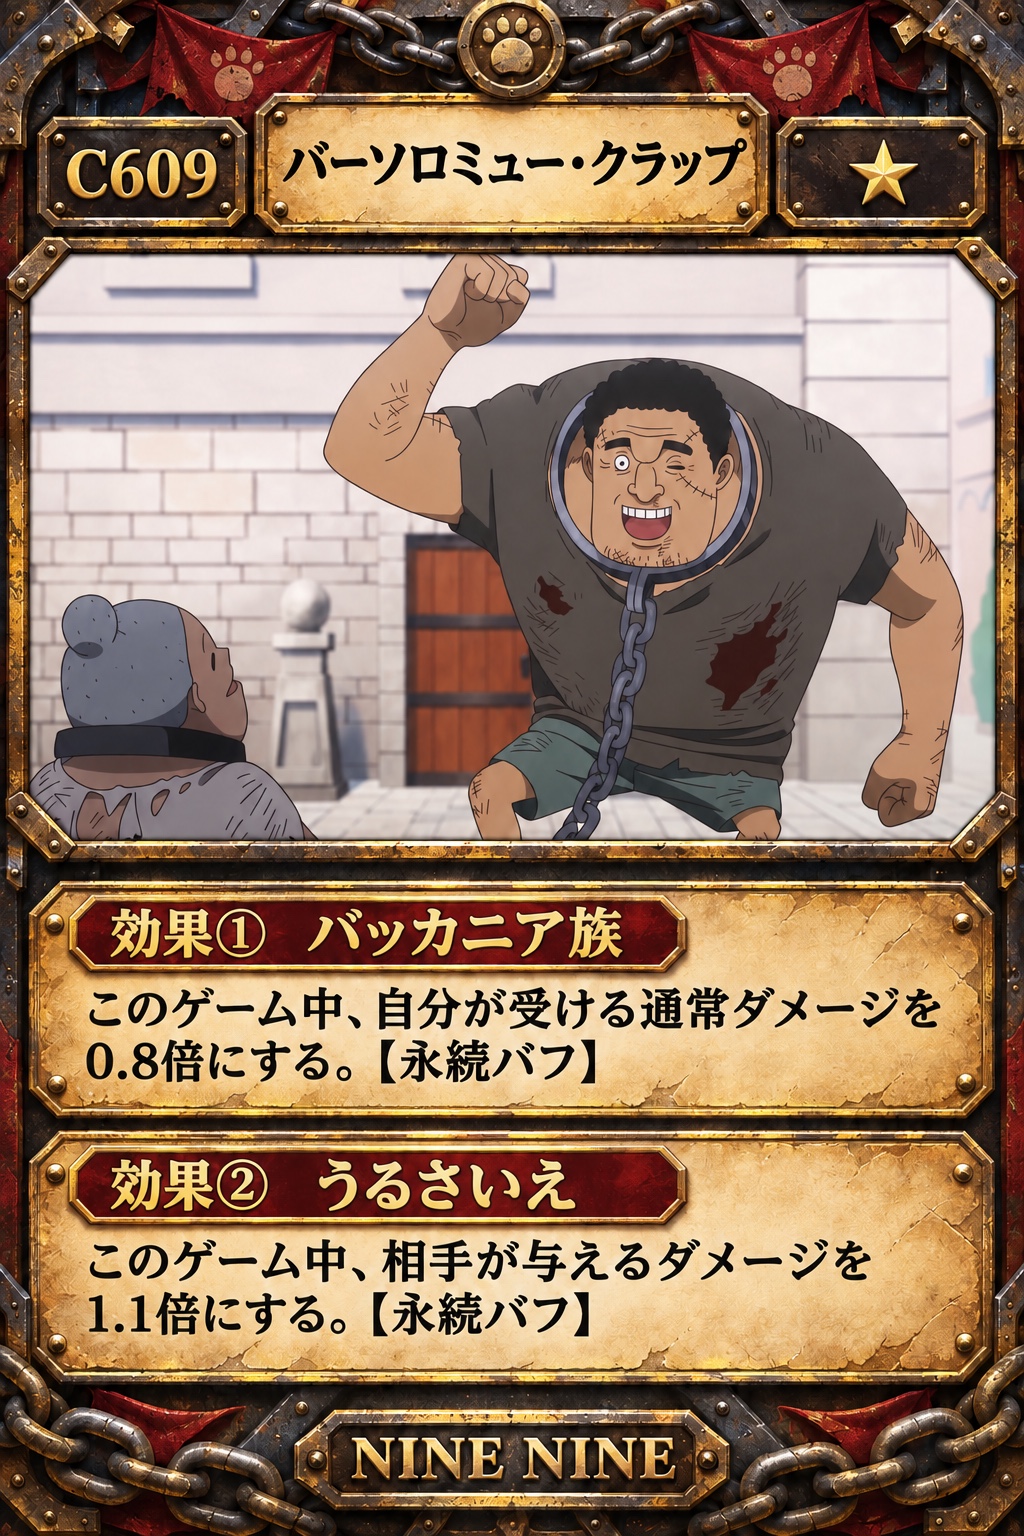 C609
バーソロミュー・クラップ
効果① バッカニア族
このゲーム中、自分が受ける通常ダメージを
0.8倍にする。【永続バフ】
効果② うるさいえ
このゲーム中、相手が与えるダメージを
1.1倍にする。【永続バフ】
NINE NINE